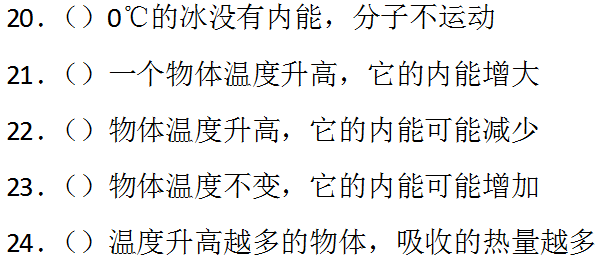 20.（）0℃的冰没有内能，分子不运动
21.（）一个物体温度升高，它的内能增大
22.（）物体温度升高，它的内能可能减少
23.（）物体温度不变，它的内能可能增加
24.（）温度升高越多的物体，吸收的热量越多